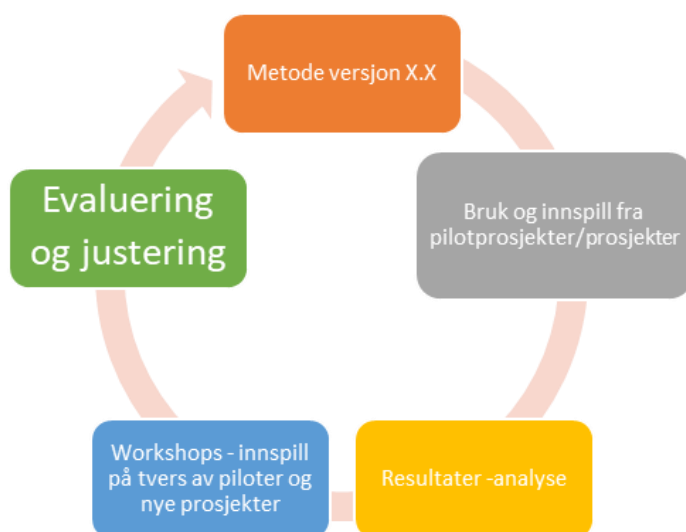 Metode versjon X.X
Bruk og innspill fra
pilotprosjekter/prosjekter
Resultater -analyse
Workshops - innspill
på tvers av piloter og
nye prosjekter
Evaluering
og justering